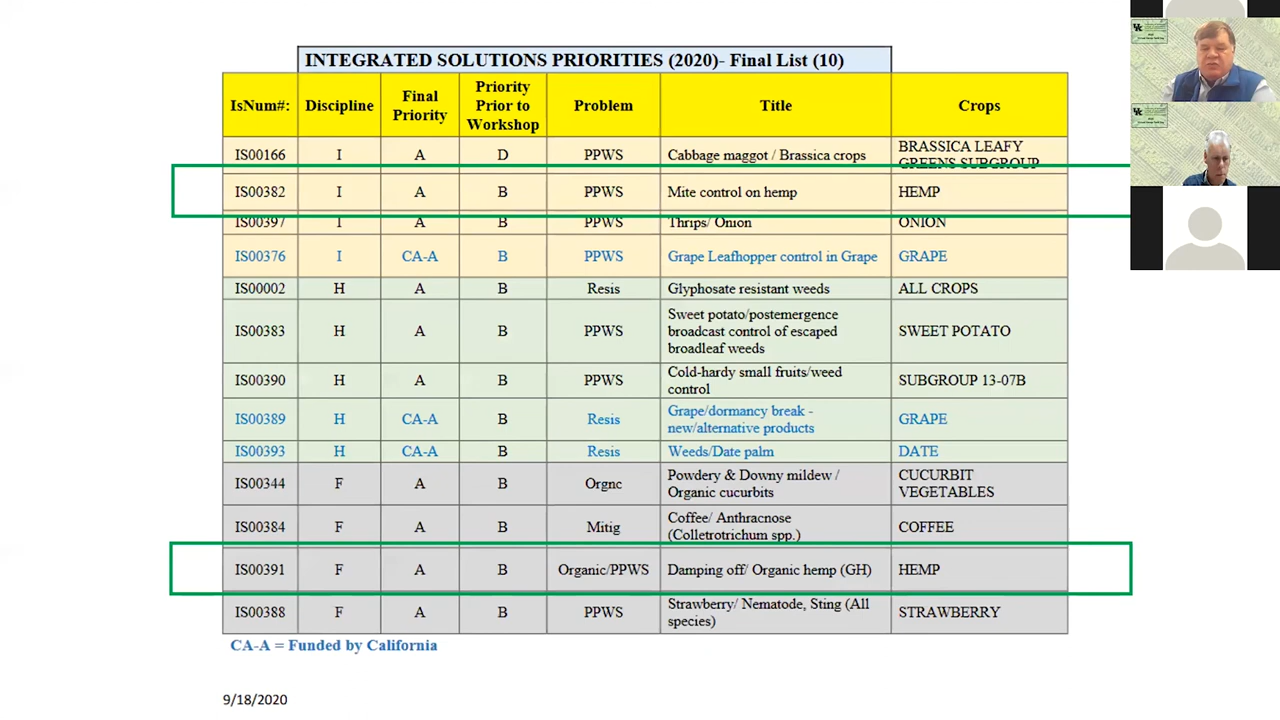 INTEGRATED SOLUTIONS PRIORITIES (2020)- Final List (10)
IsNum#: Discipline Final Priority Priority Prior to Workshop Problem Title Crops
IS00166 I A D PPWS Cabbage maggot / Brassica crops BRASSICA LEAFY GREENS SUBGROUP
IS00382 I A B PPWS Mite control on hemp HEMP
IS00397 I A B PPWS Thrips/ Onion ONION
IS00376 I CA-A B PPWS Grape Leafhopper control in Grape GRAPE
IS00002 H A B Resis Glyphosate resistant weeds ALL CROPS
IS00383 H A B PPWS Sweet potato/postemergence broadcast control of escaped broadleaf weeds SWEET POTATO
IS00390 H A B PPWS Cold-hardy small fruits/weed control SUBGROUP 13-07B
IS00389 H CA-A B Resis Grape/dormancy break - new/alternative products GRAPE
IS00393 H CA-A B Resis Weeds/Date palm DATE
IS00344 F A B Orgnc Powdery & Downy mildew / Organic cucurbits CUCURBIT VEGETABLES
IS00384 F A B Mitig Coffee/ Anthracnose (Colletrotrichum spp.) COFFEE
IS00391 F A B Organic/PPWS Damping off/ Organic hemp (GH) HEMP
IS00388 F A B PPWS Strawberry/ Nematode, Sting (All species) STRAWBERRY
CA-A = Funded by California
9/18/2020
UK
UK